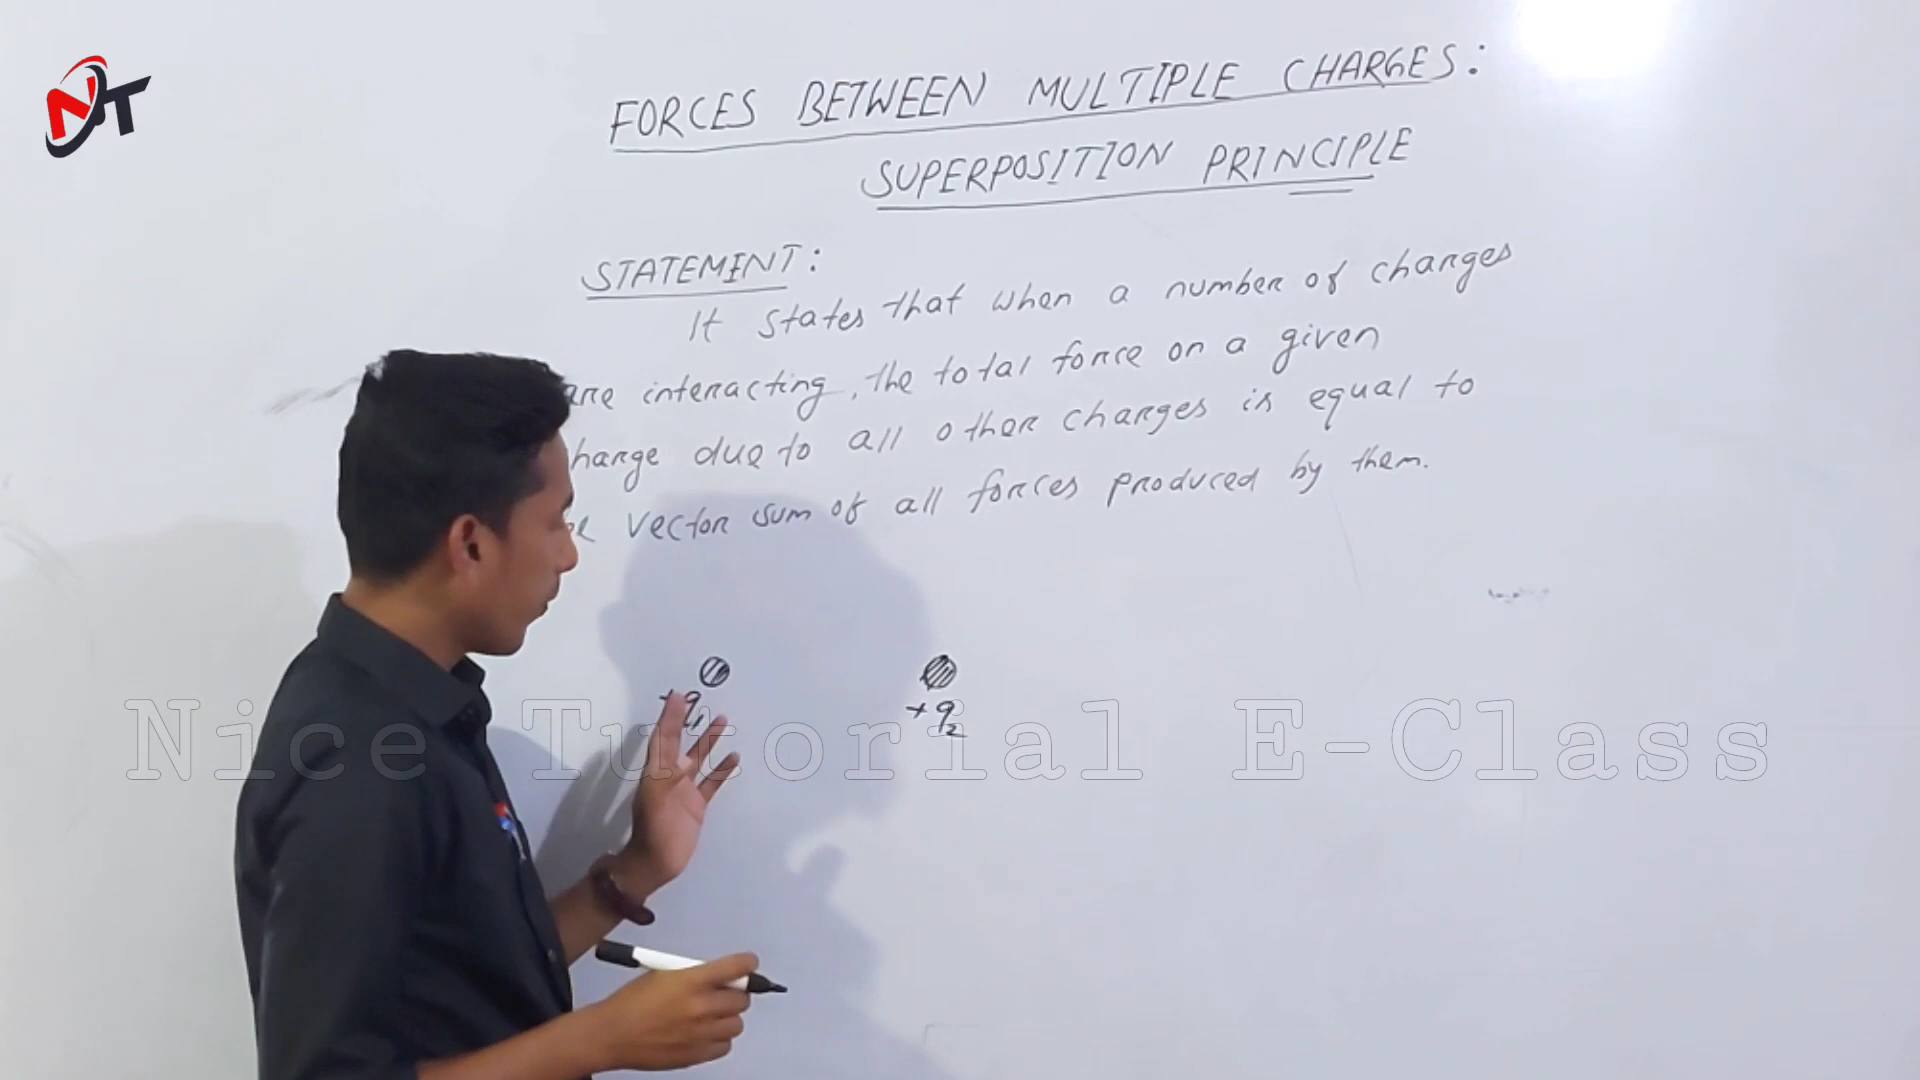 NT
FORCES BETWEEN MULTIPLE CHARGES:
SUPERPOSITION PRINCIPLE
STATEMENT:
It states that when a number of charges
are interacting, the total force on a given
harge due to all other charges is equal to
vector sum of all forces produced by them.
+q1
+q2
Nice Tutorial E-Class